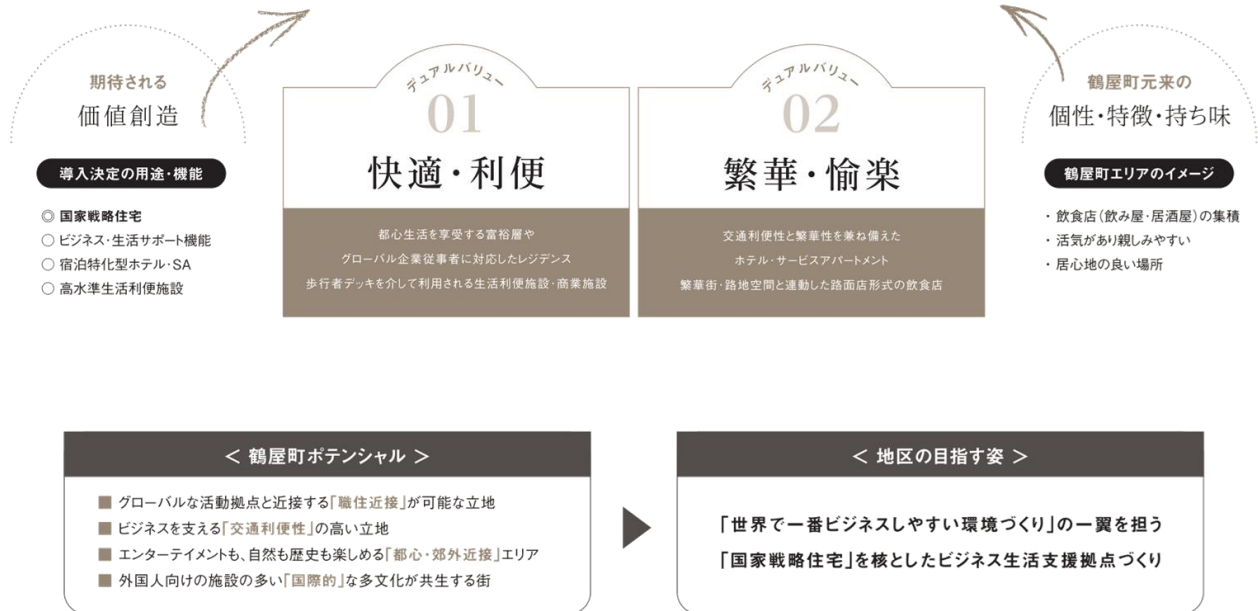 期待される
価値創造
導入決定の用途・機能
◎ 国家戦略住宅
○ ビジネス・生活サポート機能
○ 宿泊特化型ホテル・SA
○ 高水準生活利便施設
デュアルバリュー
01
快適・利便
都心生活を享受する富裕層や
グローバル企業従事者に対応したレジデンス
歩行者デッキを介して利用される生活利便施設・商業施設
デュアルバリュー
02
繁華・愉楽
交通利便性と繁華性を兼ね備えた
ホテル・サービスアパートメント
繁華街・路地空間と連動した路面店形式の飲食店
鶴屋町元来の
個性・特徴・持ち味
鶴屋町エリアのイメージ
・飲食店(飲み屋・居酒屋)の集積
・活気があり親しみやすい
・居心地の良い場所
＜ 鶴屋町ポテンシャル ＞
■ グローバルな活動拠点と近接する「職住近接」が可能な立地
■ ビジネスを支える「交通利便性」の高い立地
■ エンターテイメントも、自然も歴史も楽しめる「都心・郊外近接」エリア
■ 外国人向けの施設の多い「国際的」な多文化が共生する街
＜ 地区の目指す姿 ＞
「世界で一番ビジネスしやすい環境づくり」の一翼を担う
「国家戦略住宅」を核としたビジネス生活支援拠点づくり